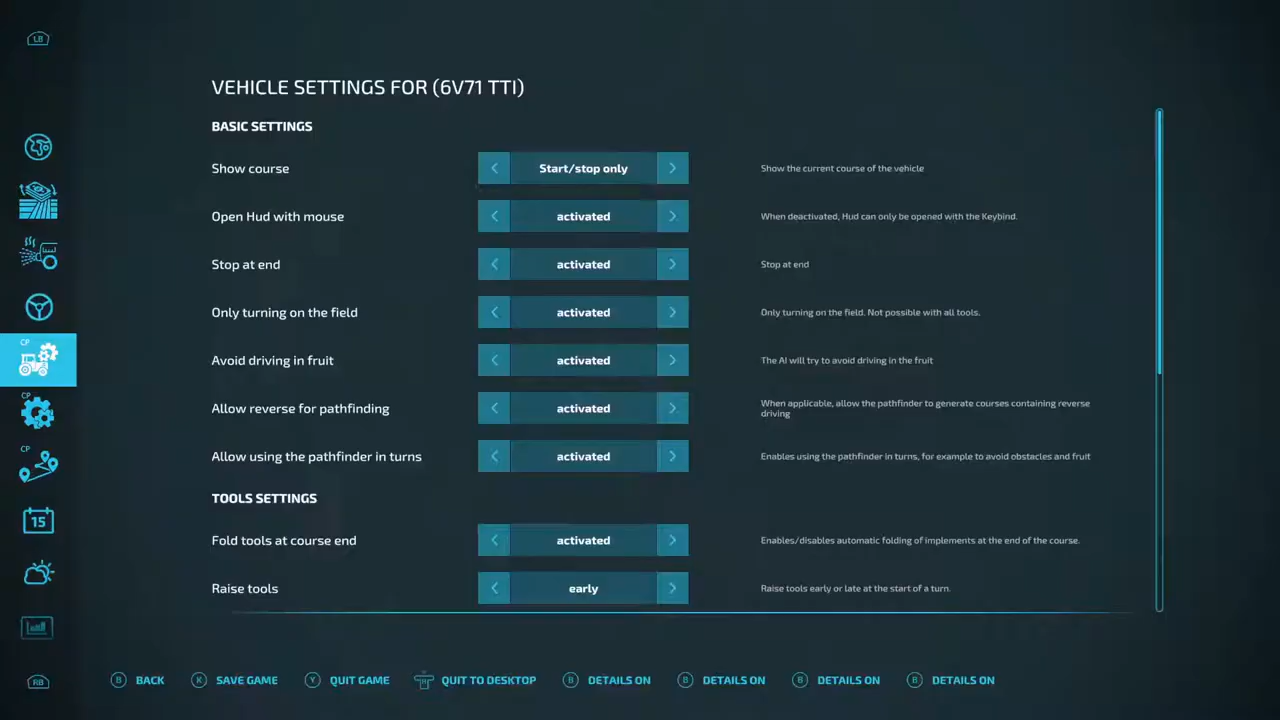 LB
VEHICLE SETTINGS FOR (6V71 TTI)
BASIC SETTINGS
Show course
Start/stop only
Show the current course of the vehicle
Open Hud with mouse
activated
When deactivated, Hud can only be opened with the Keybind.
Stop at end
activated
Stop at end
Only turning on the field
activated
Only turning on the field. Not possible with all tools.
Avoid driving in fruit
activated
The AI will try to avoid driving in the fruit
CP
Allow reverse for pathfinding
activated
When applicable, allow the pathfinder to generate courses containing reverse
driving
CP
Allow using the pathfinder in turns
activated
Enables using the pathfinder in turns, for example to avoid obstacles and fruit
CP
TOOLS SETTINGS
15
Fold tools at course end
activated
Enables/disables automatic folding of implements at the end of the course.
Raise tools
early
Raise tools early or late at the start of a turn.
RB
B BACK
K SAVE GAME
Y QUIT GAME
QUIT TO DESKTOP
B DETAILS ON
B DETAILS ON
B DETAILS ON
B DETAILS ON